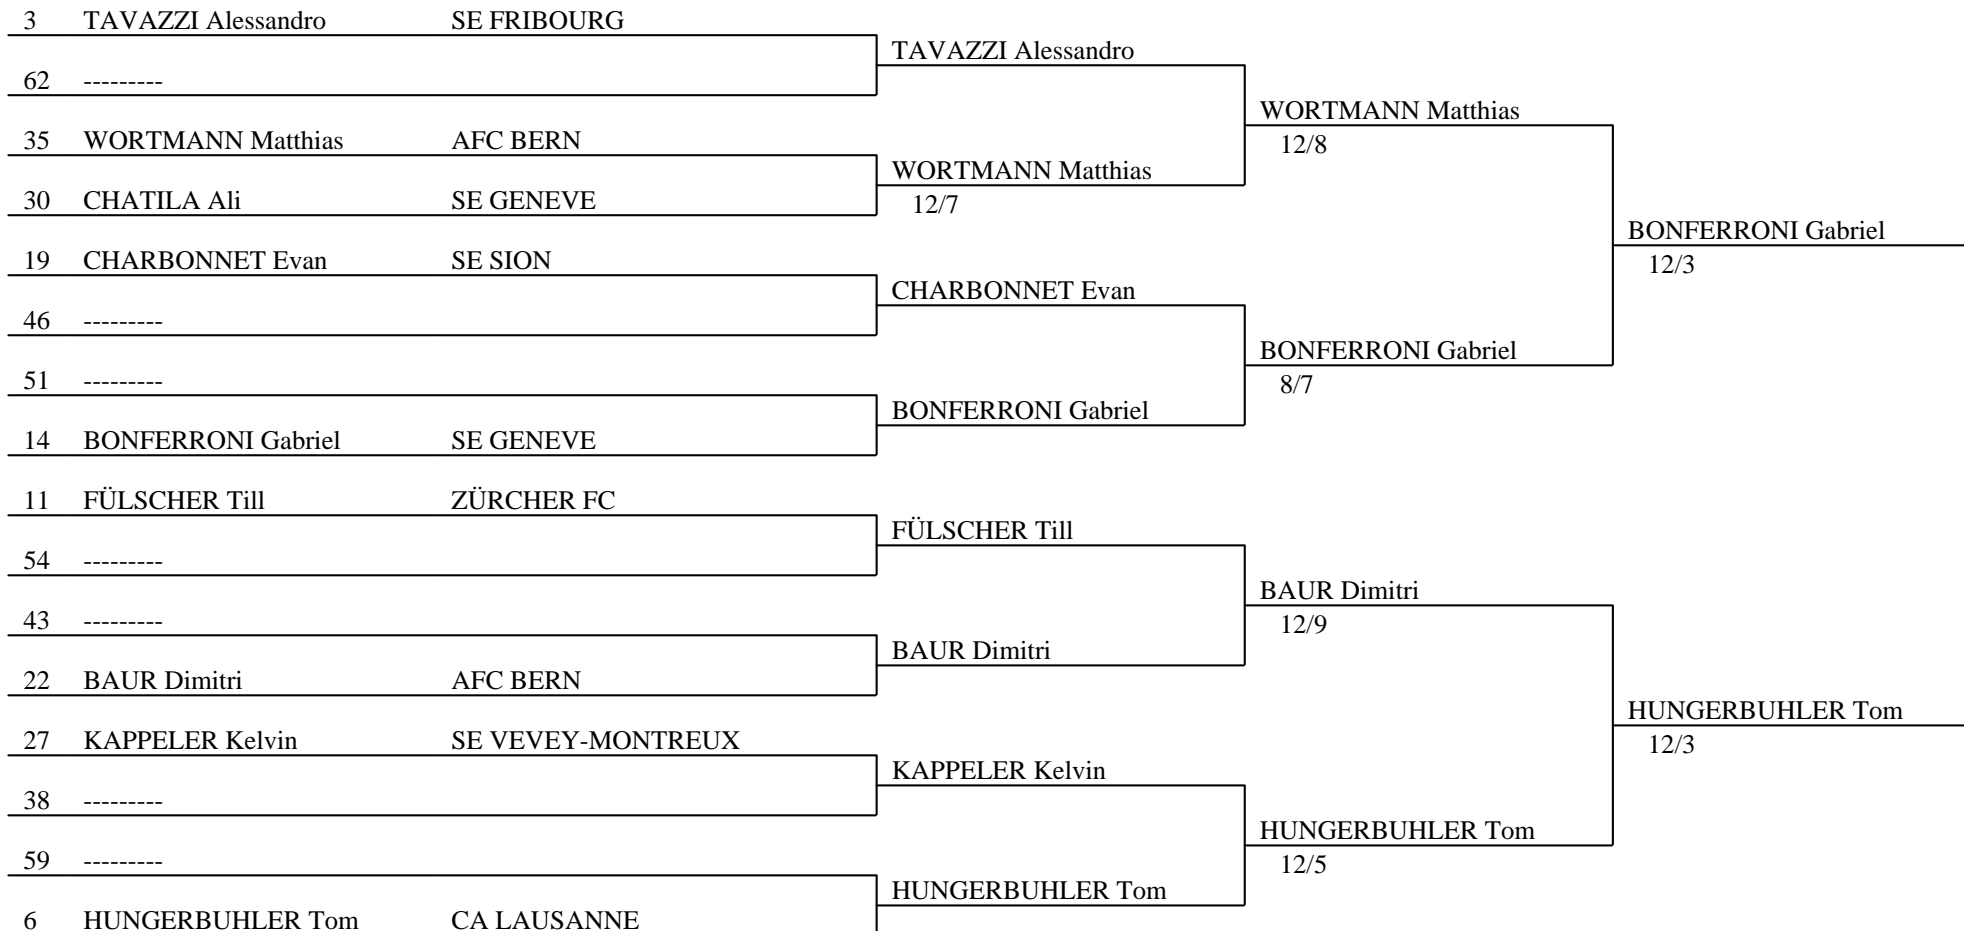 3 TAVAZZI Alessandro SE FRIBOURG
TAVAZZI Alessandro
62 ---------
WORTMANN Matthias
12/8
35 WORTMANN Matthias AFC BERN
WORTMANN Matthias
12/7
30 CHATILA Ali SE GENEVE
BONFERRONI Gabriel
12/3
19 CHARBONNET Evan SE SION
CHARBONNET Evan
46 ---------
BONFERRONI Gabriel
8/7
51 ---------
BONFERRONI Gabriel
14 BONFERRONI Gabriel SE GENEVE
11 FÜLSCHER Till ZÜRCHER FC
FÜLSCHER Till
54 ---------
BAUR Dimitri
12/9
43 ---------
BAUR Dimitri
22 BAUR Dimitri AFC BERN
HUNGERBUHLER Tom
12/3
27 KAPPELER Kelvin SE VEVEY-MONTREUX
KAPPELER Kelvin
38 ---------
HUNGERBUHLER Tom
12/5
59 ---------
HUNGERBUHLER Tom
6 HUNGERBUHLER Tom CA LAUSANNE